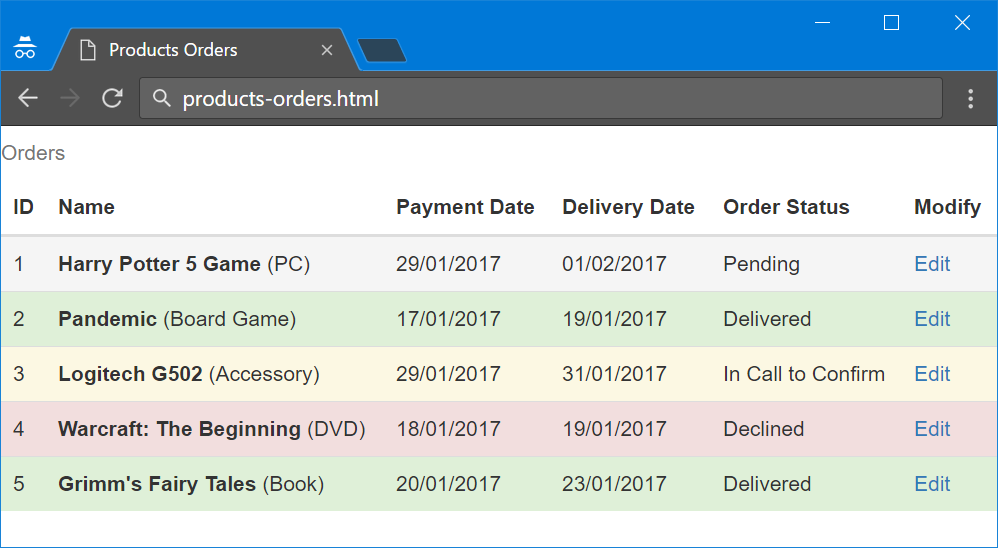 Products Orders
products-orders.html
Orders
ID Name Payment Date Delivery Date Order Status Modify
1 Harry Potter 5 Game (PC) 29/01/2017 01/02/2017 Pending Edit
2 Pandemic (Board Game) 17/01/2017 19/01/2017 Delivered Edit
3 Logitech G502 (Accessory) 29/01/2017 31/01/2017 In Call to Confirm Edit
4 Warcraft: The Beginning (DVD) 18/01/2017 19/01/2017 Declined Edit
5 Grimm's Fairy Tales (Book) 20/01/2017 23/01/2017 Delivered Edit